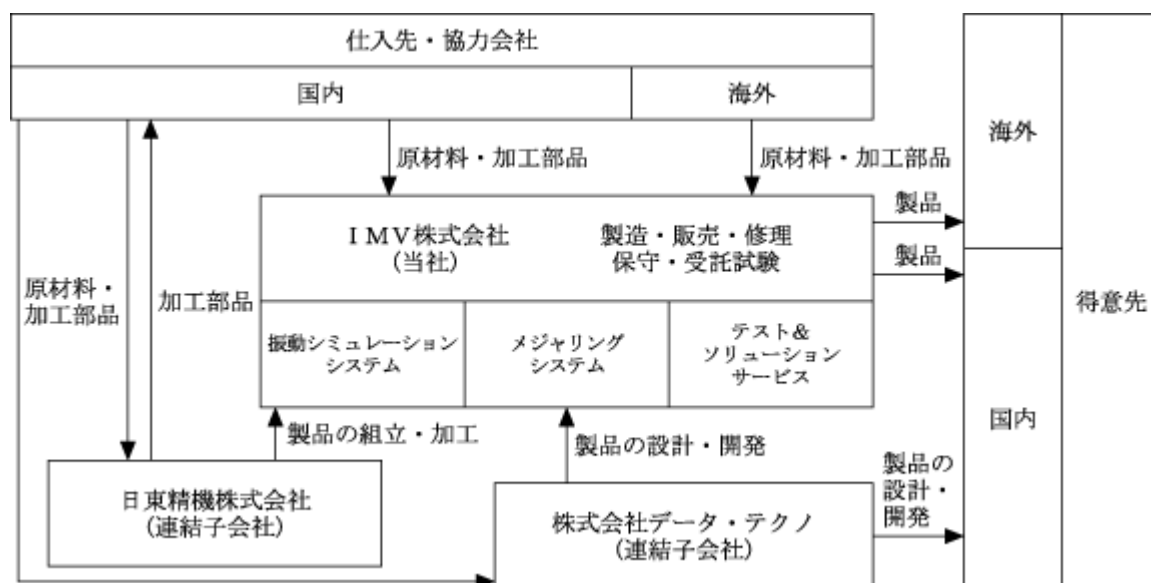 仕入先・協力会社
国内
海外
原材料・加工部品
原材料・加工部品
海外
製品
製品
IMV株式会社
(当社)
製造・販売・修理
保守・受託試験
原材料・
加工部品
加工部品
得意先
振動シミュレーション
システム
メジャリング
システム
テスト&
ソリューション
サービス
国内
製品の組立・加工
製品の設計・開発
製品の
設計・
開発
日東精機株式会社
(連結子会社)
株式会社データ・テクノ
(連結子会社)